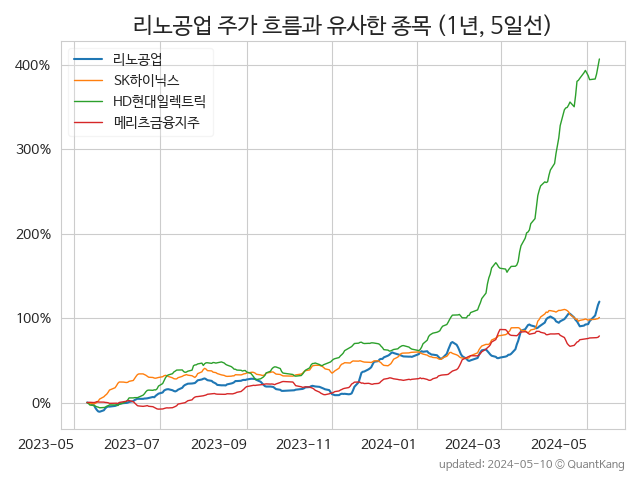 리노공업 주가 흐름과 유사한 종목 (1년, 5일선)
리노공업
SK하이닉스
HD현대일렉트릭
메리츠금융지주
400%
300%
200%
100%
0%
2023-05 2023-07 2023-09 2023-11 2024-01 2024-03 2024-05
updated: 2024-05-10 © QuantKang